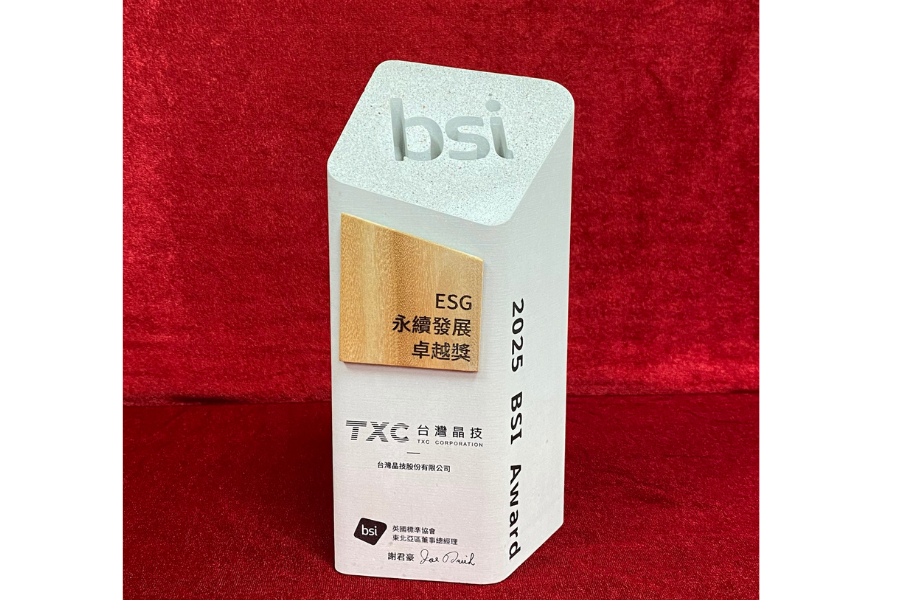 bsi
ESG
永續發展
卓越獎
TXC 台灣晶技
TXC CORPORATION
台灣晶技股份有限公司
bsi 英國標準協會
東北亞區董事總經理
謝君豪
2025 BSI Award